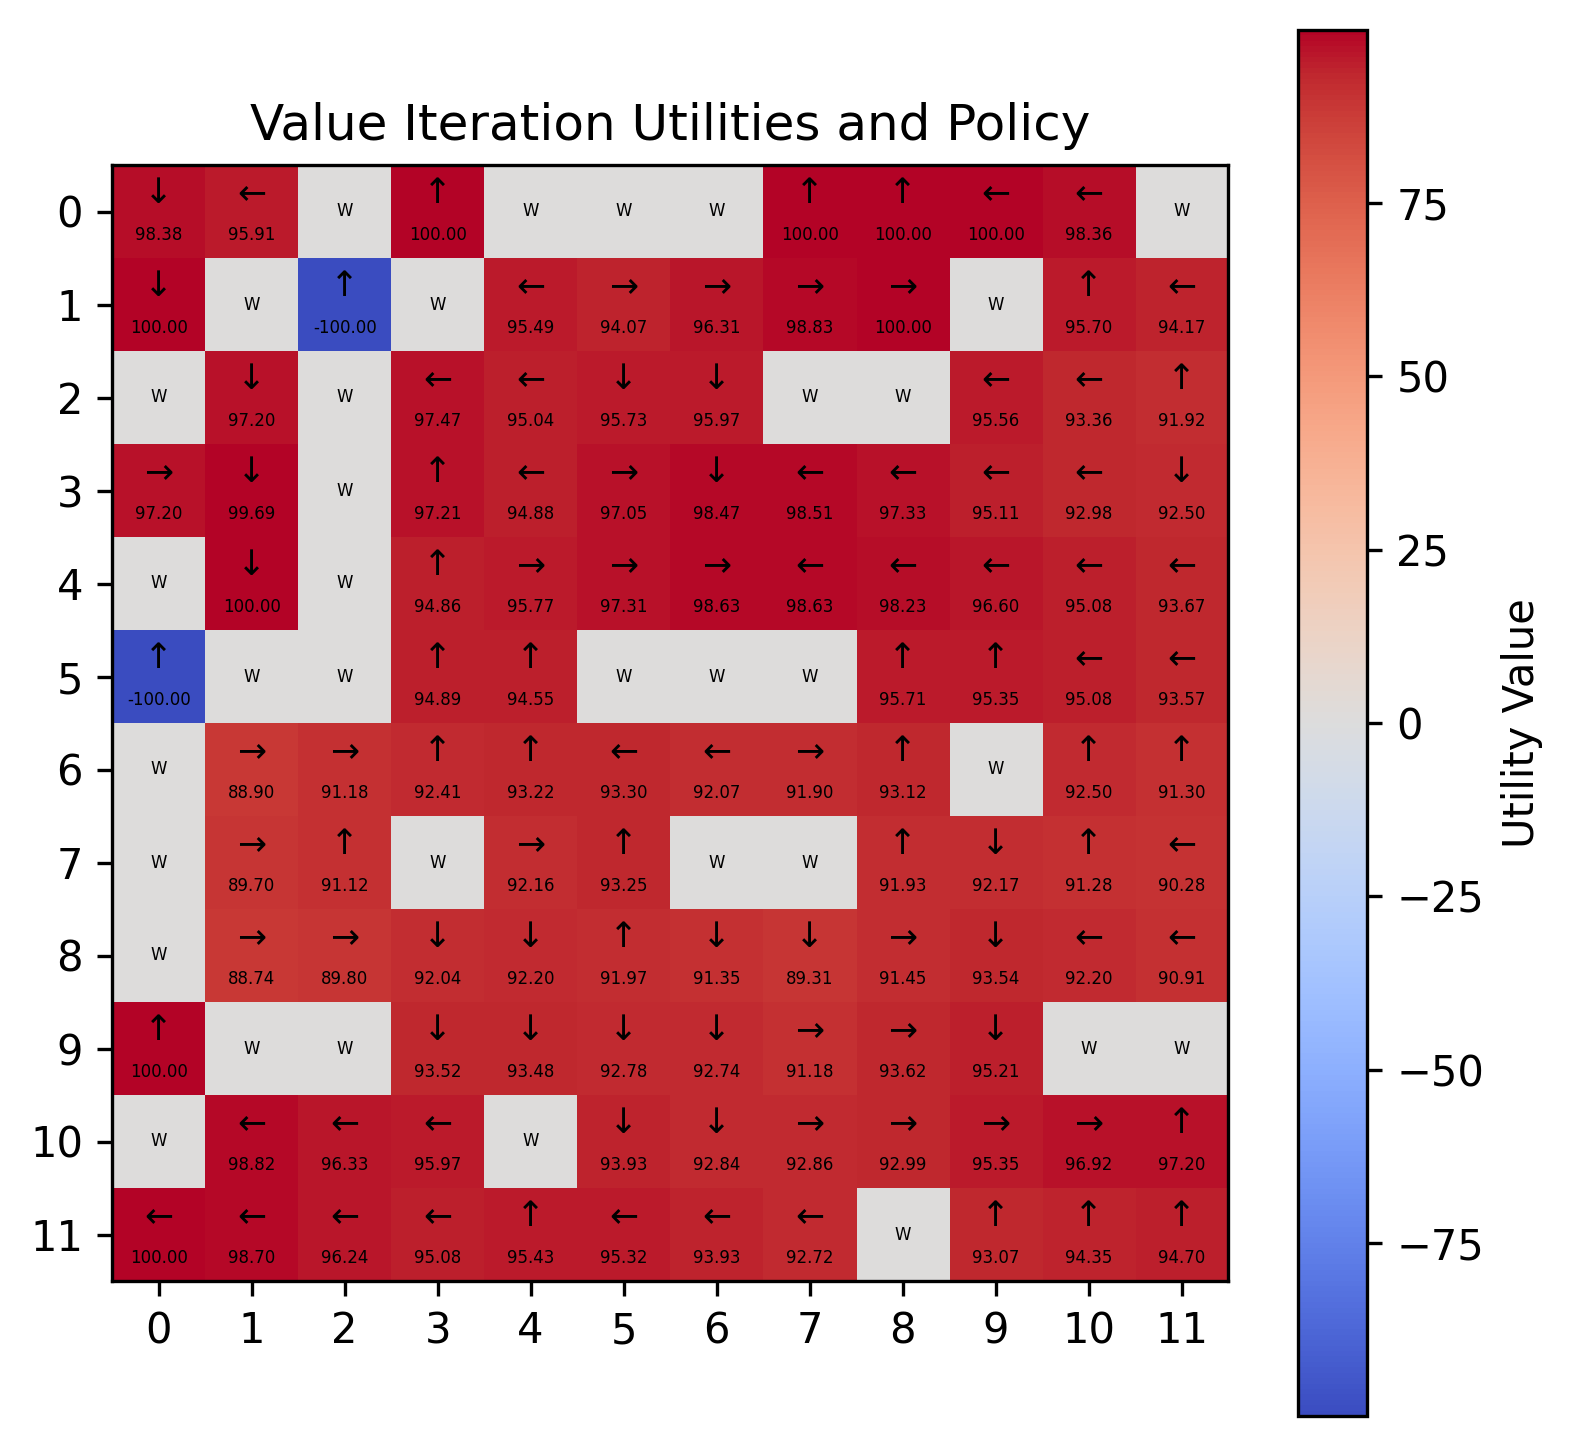 Value Iteration Utilities and Policy
0 ↓ ← W ↑ W W W ↑ ↑ ← ← W
98.38 95.91 100.00 100.00 100.00 100.00 98.36
1 ↓ W ↑ W ← → → → → W ↑ ←
100.00 -100.00 95.49 94.07 96.31 98.83 100.00 95.70 94.17
2 W ↓ W ← ← ↓ ↓ W W ← ← ↑
97.20 97.47 95.04 95.73 95.97 95.56 93.36 91.92
3 → ↓ W ↑ ← → ↓ ← ← ← ← ↓
97.20 99.69 97.21 94.88 97.05 98.47 98.51 97.33 95.11 92.98 92.50
4 W ↓ W ↑ → → → ← ← ← ← ←
100.00 94.86 95.77 97.31 98.63 98.63 98.23 96.60 95.08 93.67
5 ↑ W W ↑ ↑ W W W ↑ ↑ ← ←
-100.00 94.89 94.55 95.71 95.35 95.08 93.57
6 W → → ↑ ↑ ← ← → ↑ W ↑ ↑
88.90 91.18 92.41 93.22 93.30 92.07 91.90 93.12 92.50 91.30
7 W → ↑ W → ↑ W W ↑ ↓ ↑ ←
89.70 91.12 92.16 93.25 91.93 92.17 91.28 90.28
8 W → → ↓ ↓ ↑ ↓ ↓ → ↓ ← ←
88.74 89.80 92.04 92.20 91.97 91.35 89.31 91.45 93.54 92.20 90.91
9 ↑ W W ↓ ↓ ↓ ↓ → → ↓ W W
100.00 93.52 93.48 92.78 92.74 91.18 93.62 95.21
10 W ← ← ← W ↓ ↓ → → → → ↑
98.82 96.33 95.97 93.93 92.84 92.86 92.99 95.35 96.92 97.20
11 ← ← ← ← ↑ ← ← ← W ↑ ↑ ↑
100.00 98.70 96.24 95.08 95.43 95.32 93.93 92.72 93.07 94.35 94.70
0 1 2 3 4 5 6 7 8 9 10 11
75
50
25
0
−25
−50
−75
Utility Value